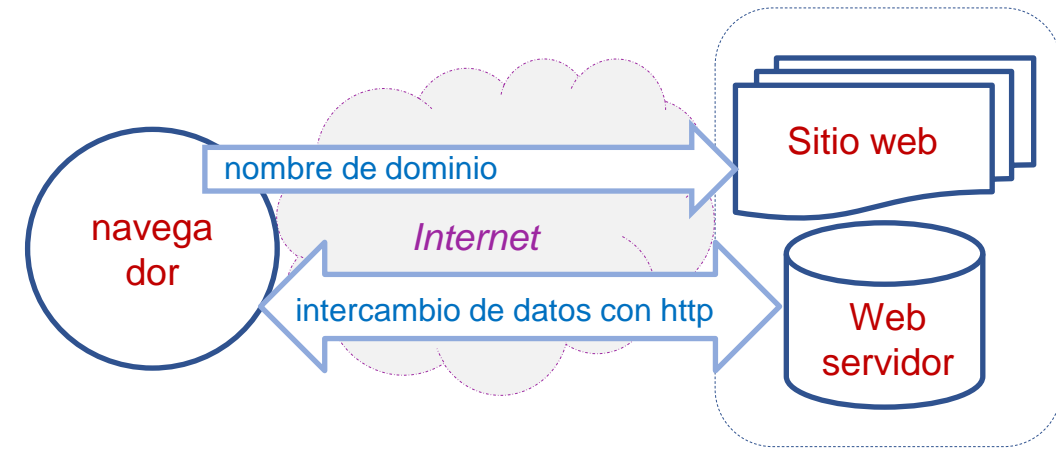 Sitio web
nombre de dominio
navega
dor
Internet
intercambio de datos con http
Web
servidor